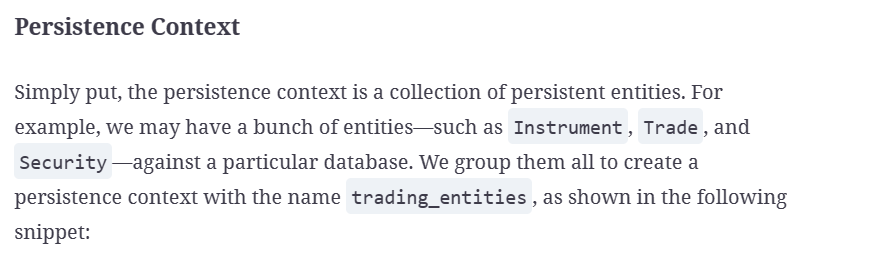 Persistence Context
Simply put, the persistence context is a collection of persistent entities. For
example, we may have a bunch of entities—such as Instrument, Trade, and
Security—against a particular database. We group them all to create a
persistence context with the name trading_entities, as shown in the following
snippet: